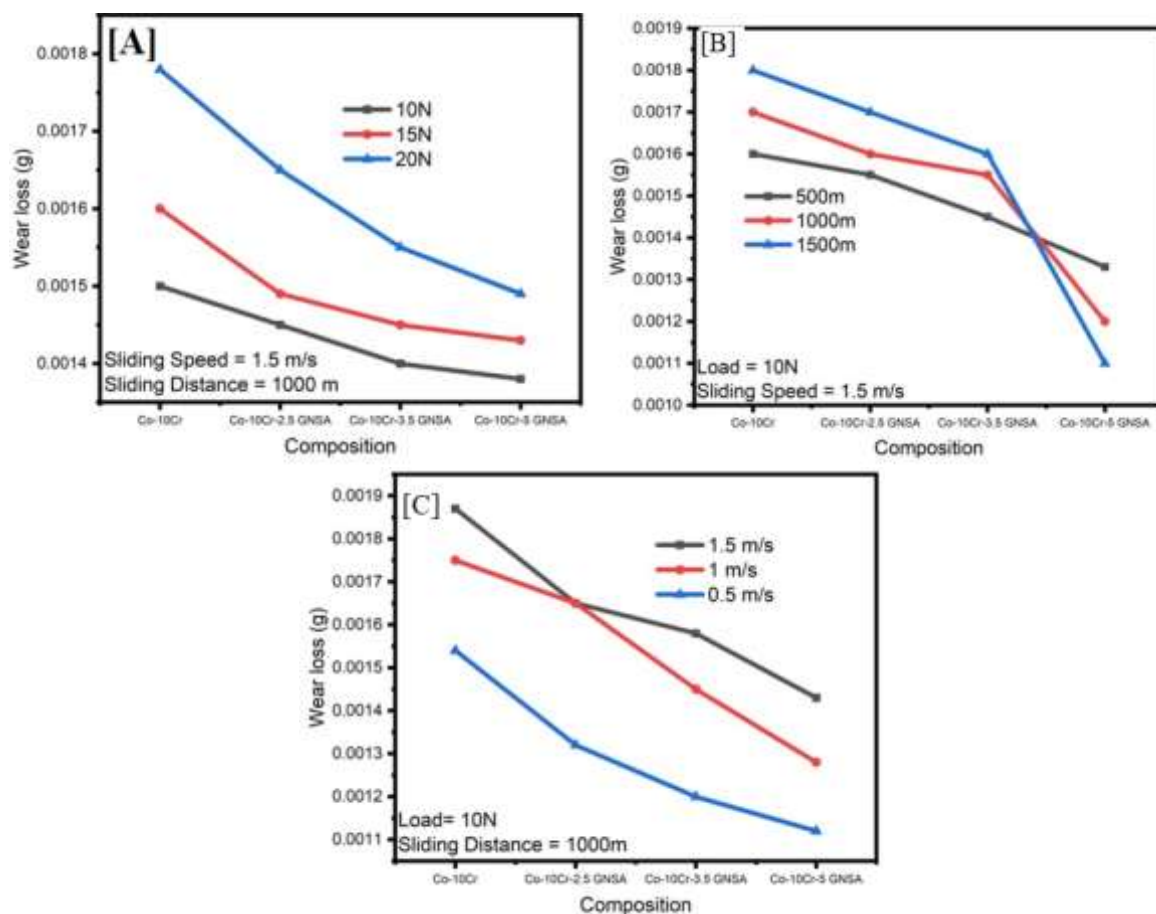 [A]
0.0018
0.0017
0.0016
0.0015
0.0014
Wear loss (g)
10N
15N
20N
Sliding Speed = 1.5 m/s
Sliding Distance = 1000 m
Co-10Cr
Co-10Cr-2.5 GNSA
Co-10Cr-3.5 GNSA
Co-10Cr-5 GNSA
Composition
[B]
0.0019
0.0018
0.0017
0.0016
0.0015
0.0014
0.0013
0.0012
0.0011
0.0010
Wear loss (g)
500m
1000m
1500m
Load = 10N
Sliding Speed = 1.5 m/s
Co-10Cr
Co-10Cr-2.5 GNSA
Co-10Cr-3.5 GNSA
Co-10Cr-5 GNSA
Composition
[C]
0.0019
0.0018
0.0017
0.0016
0.0015
0.0014
0.0013
0.0012
0.0011
Wear loss (g)
1.5 m/s
1 m/s
0.5 m/s
Load= 10N
Sliding Distance = 1000m
Co-10Cr
Co-10Cr-2.5 GNSA
Co-10Cr-3.5 GNSA
Co-10Cr-5 GNSA
Composition